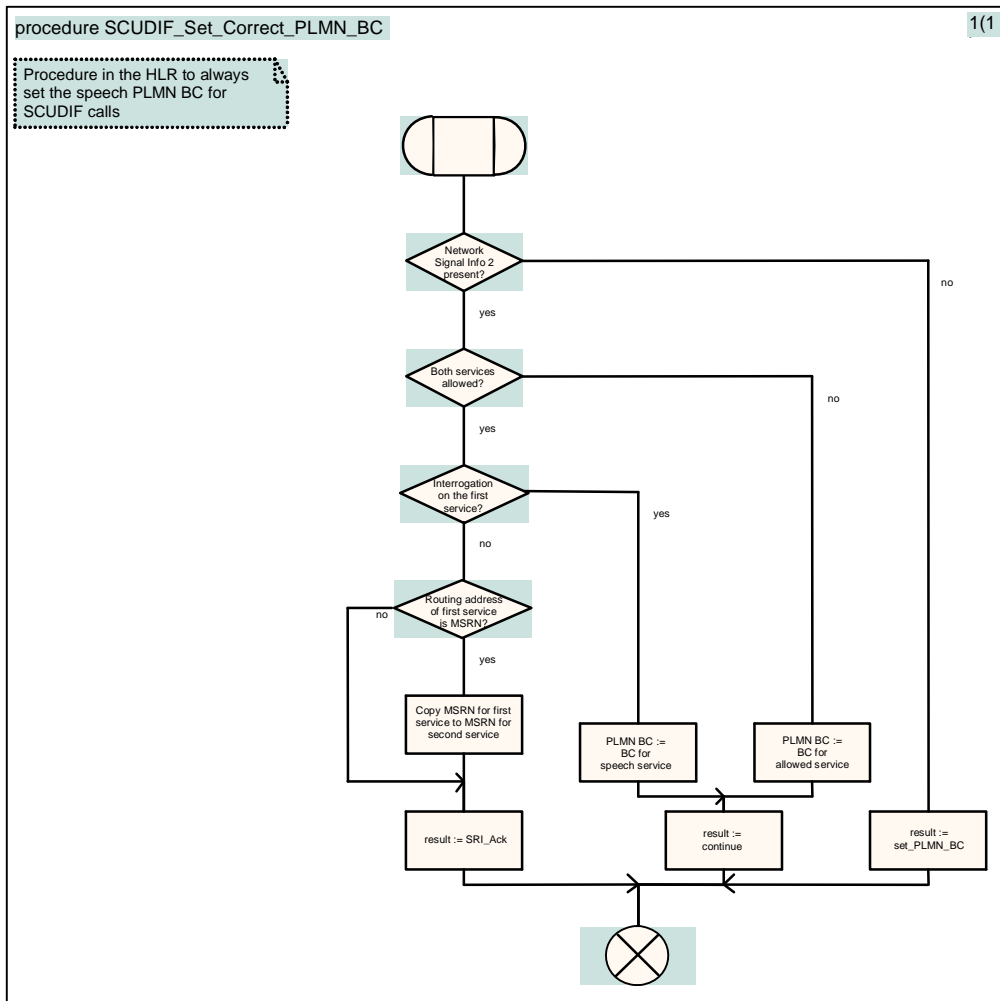 procedure SCUDIF_Set_Correct_PLMN_BC
1(1
Procedure in the HLR to always
set the speech PLMN BC for
SCUDIF calls
Network
Signal Info 2
present?
no
yes
Both services
allowed?
no
yes
Interrogation
on the first
service?
yes
no
Routing address
of first service
is MSRN?
no
yes
Copy MSRN for first
service to MSRN for
second service
PLMN BC :=
BC for
speech service
PLMN BC :=
BC for
allowed service
result := SRI_Ack
result :=
continue
result :=
set_PLMN_BC